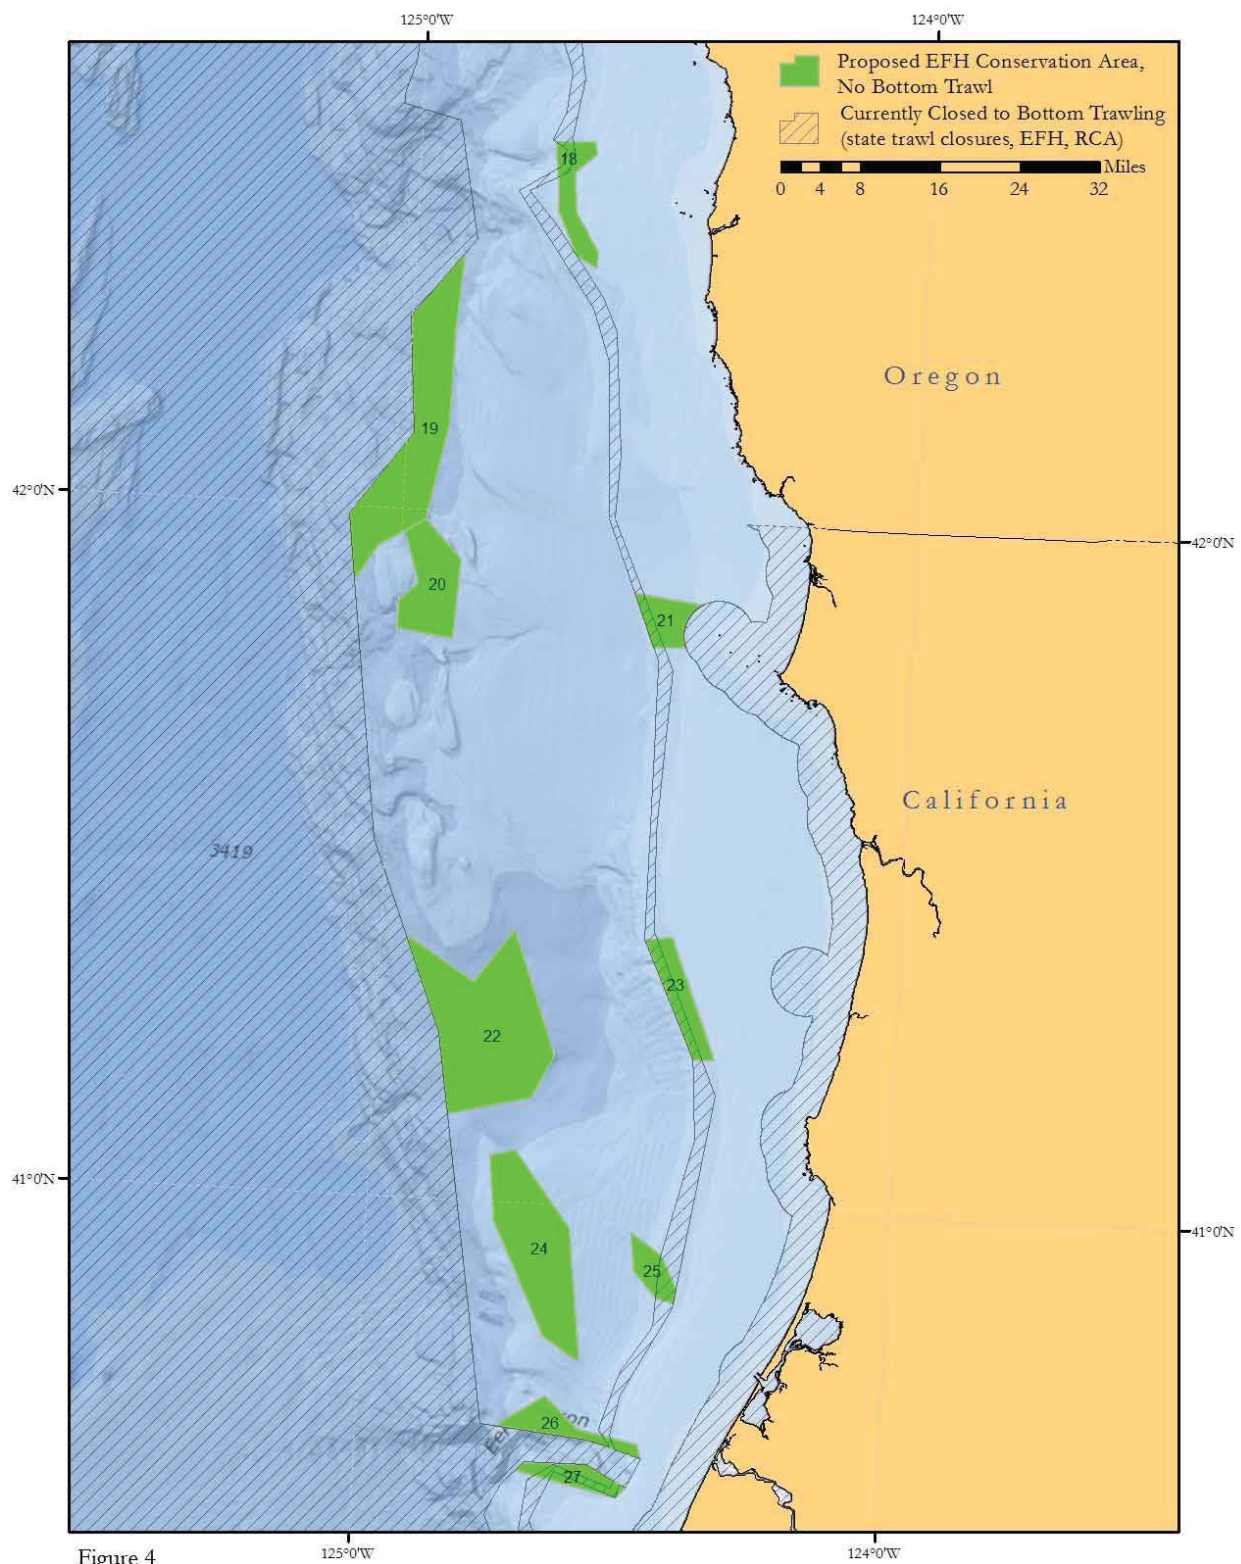 125°0'W
124°0'W
Proposed EFH Conservation Area,
No Bottom Trawl
Currently Closed to Bottom Trawling
(state trawl closures, EFH, RCA)
Miles
0 4 8 16 24 32
18
Oregon
19
42°0'N
42°0'N
20
21
California
3419
23
22
41°0'N
41°0'N
24
25
26
27
125°0'W
124°0'W
Figure 4